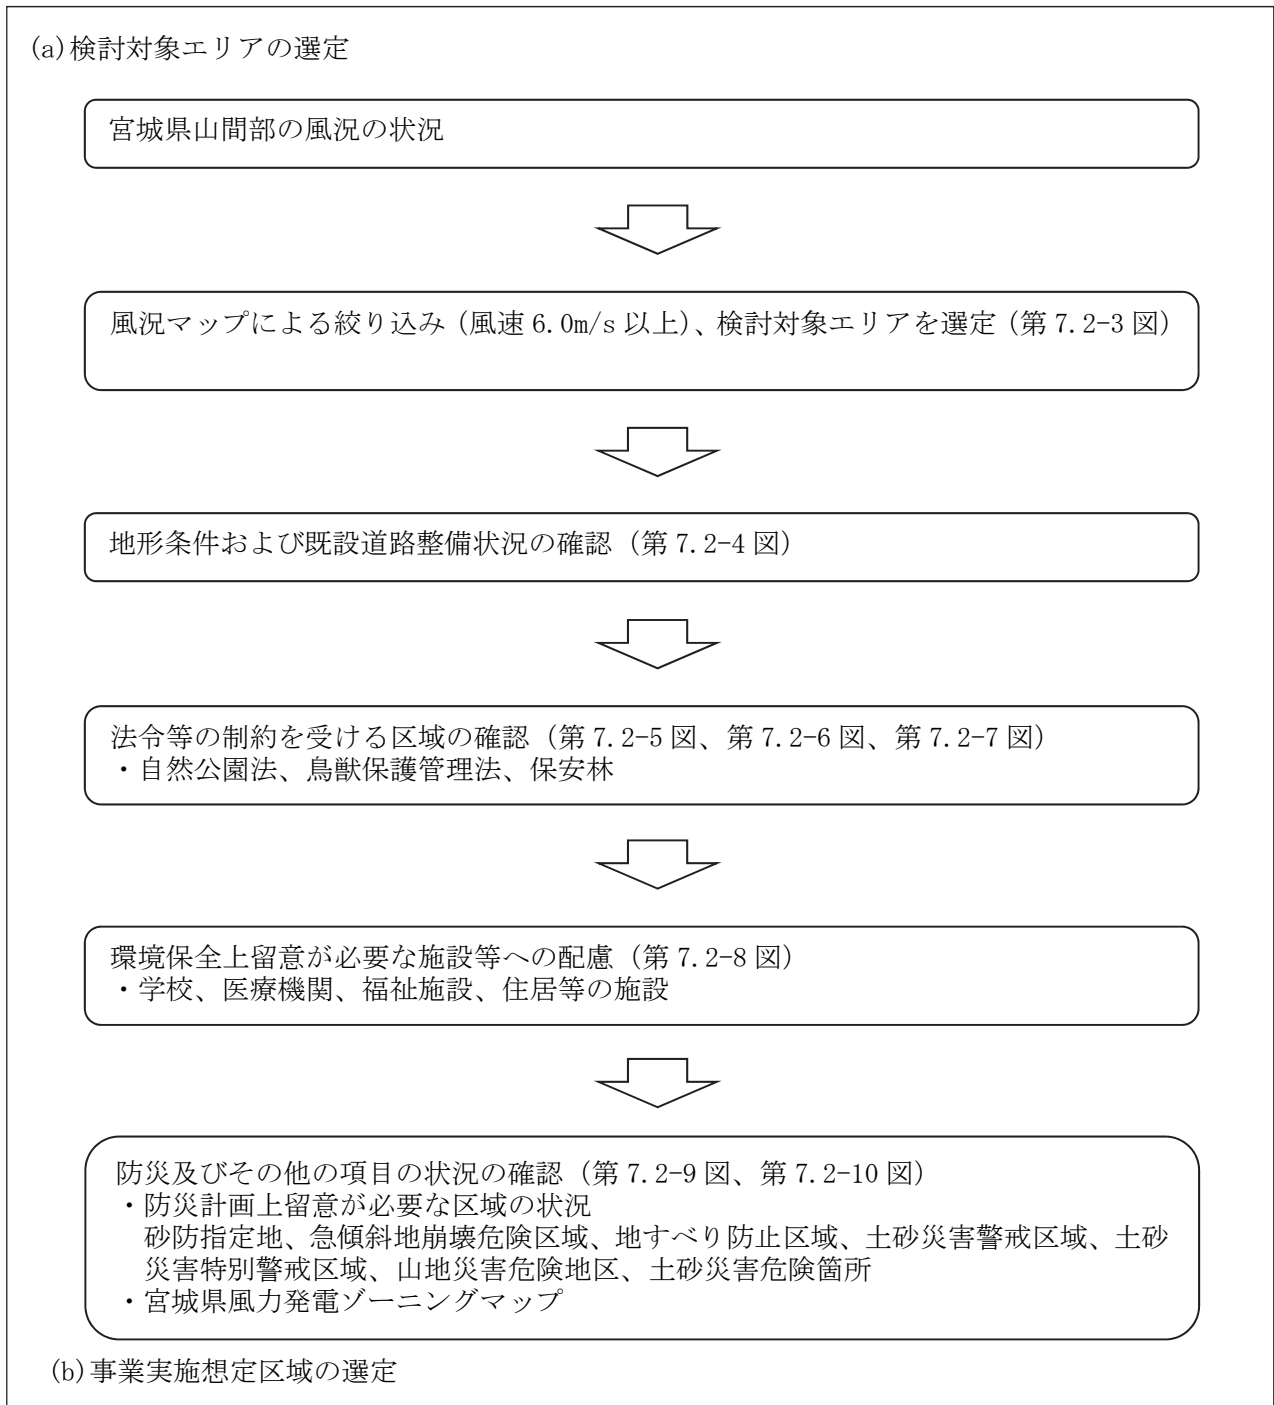 (a)検討対象エリアの選定
宮城県山間部の風況の状況
風況マップによる絞り込み（風速 6.0m/s 以上）、検討対象エリアを選定（第 7.2-3 図）
地形条件および既設道路整備状況の確認（第 7.2-4 図）
法令等の制約を受ける区域の確認（第 7.2-5 図、第 7.2-6 図、第 7.2-7 図）
・自然公園法、鳥獣保護管理法、保安林
環境保全上留意が必要な施設等への配慮（第 7.2-8 図）
・学校、医療機関、福祉施設、住居等の施設
防災及びその他の項目の状況の確認（第 7.2-9 図、第 7.2-10 図）
・防災計画上留意が必要な区域の状況
砂防指定地、急傾斜地崩壊危険区域、地すべり防止区域、土砂災害警戒区域、土砂
災害特別警戒区域、山地災害危険地区、土砂災害危険箇所
・宮城県風力発電ゾーニングマップ
(b)事業実施想定区域の選定